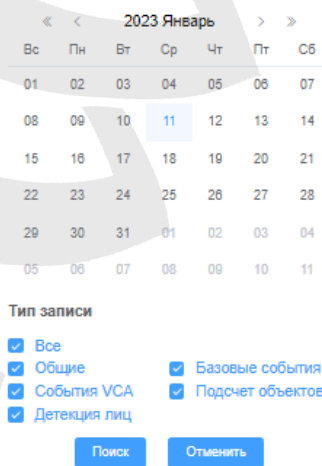 « < 2023 Январь > »
Вс Пн Вт Ср Чт Пт Сб
01 02 03 04 05 06 07
08 09 10 11 12 13 14
15 16 17 18 19 20 21
22 23 24 25 26 27 28
29 30 31 01 02 03 04
05 06 07 08 09 10 11
Тип записи
Все
Общие Базовые события
События VCA Подсчет объектов
Детекция лиц
Поиск Отменить